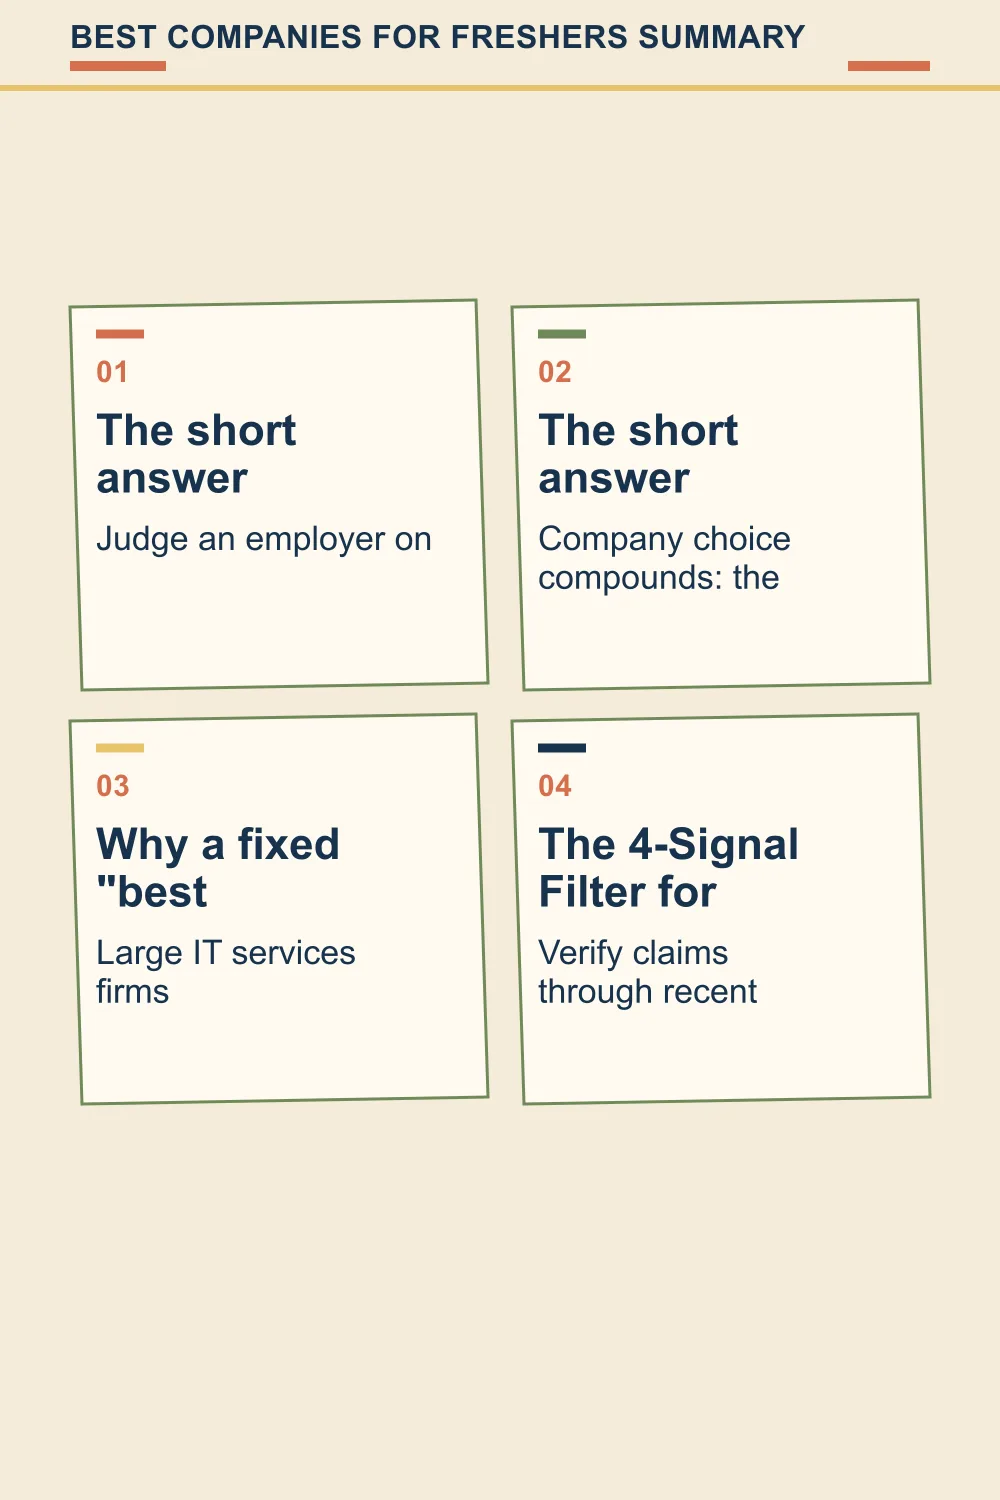 BEST COMPANIES FOR FRESHERS SUMMARY
01
The short
answer
Judge an employer on
02
The short
answer
Company choice
compounds: the
03
Why a fixed
"best
Large IT services
firms
04
The 4-Signal
Filter for
Verify claims
through recent